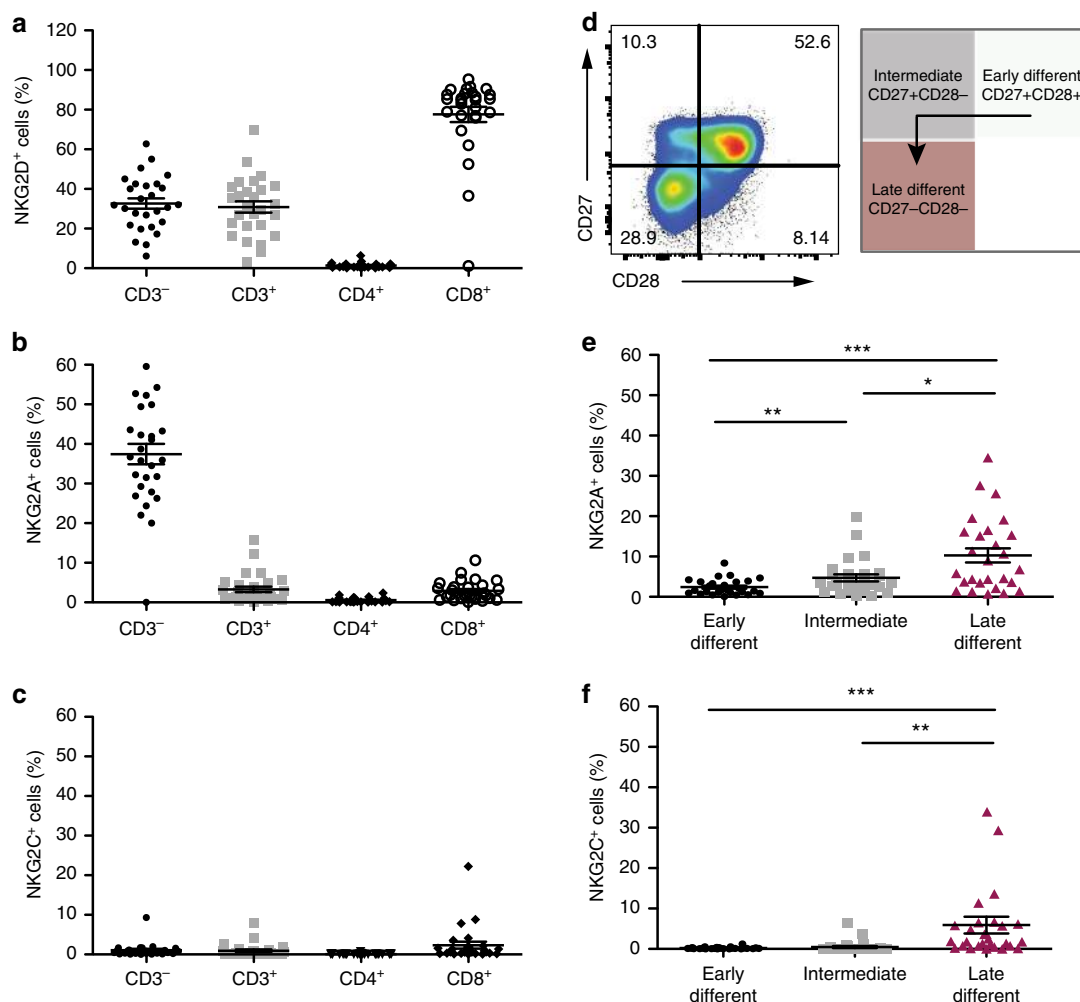 a
NKG2D+ cells (%)
120
100
80
60
40
20
0
CD3− CD3+ CD4+ CD8+
b
NKG2A+ cells (%)
60
50
40
30
20
10
0
CD3− CD3+ CD4+ CD8+
c
NKG2C+ cells (%)
60
50
40
30
20
10
0
CD3− CD3+ CD4+ CD8+
d
10.3 52.6
28.9 8.14
CD27
CD28
Intermediate
CD27+CD28−
Early different
CD27+CD28+
Late different
CD27−CD28−
e
NKG2A+ cells (%)
60
50
40
30
20
10
0
***
*
**
Early
different
Intermediate
Late
different
f
NKG2C+ cells (%)
60
50
40
30
20
10
0
***
**
Early
different
Intermediate
Late
different